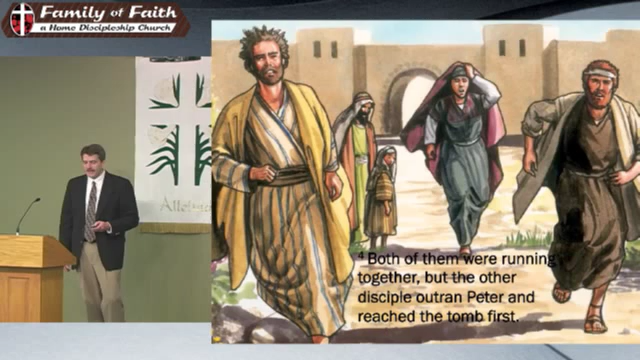 Family of Faith
a Home Discipleship Church
Alleluia
⁴ Both of them were running
together, but the other
disciple outran Peter and
reached the tomb first.